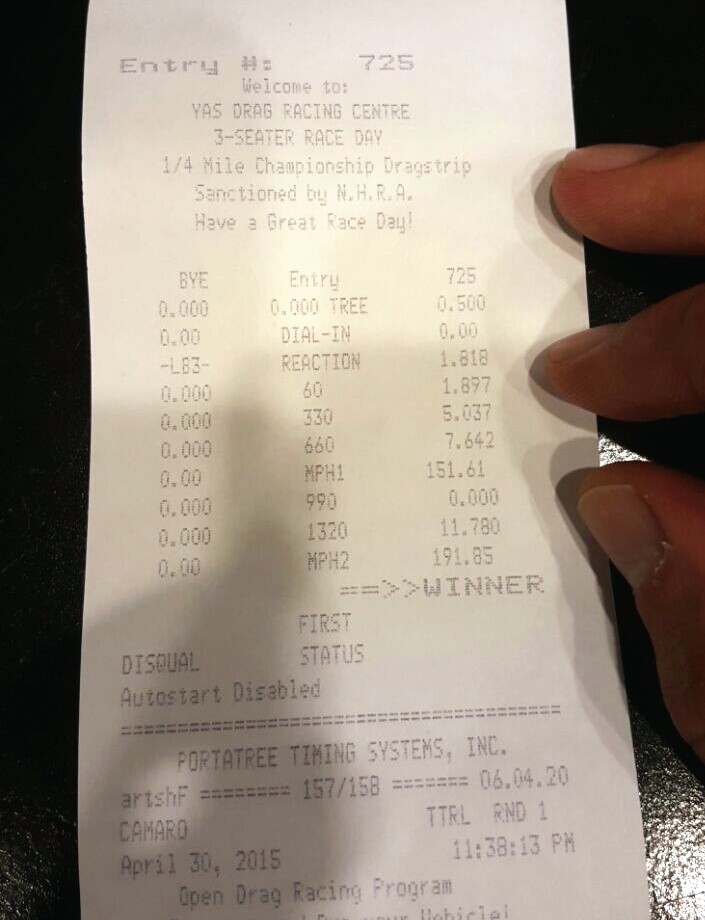 Entry #: 725
Welcome to:
YAS DRAG RACING CENTRE
3-SEATER RACE DAY
1/4 Mile Championship Dragstrip
Sanctioned by N.H.R.A.
Have a Great Race Day!
BYE Entry 725
0.000 0.000 TREE 0.500
0.00 DIAL-IN 0.00
-L83- REACTION 1.818
0.000 60 1.897
0.000 330 5.037
0.000 660 7.642
0.00 MPH1 151.61
0.000 990 0.000
0.000 1320 11.780
0.00 MPH2 191.85
==>>WINNER
FIRST
DISQUAL STATUS
Autostart Disabled
=======================================
PORTATREE TIMING SYSTEMS, INC.
artshF ======== 157/158 ======= 06.04.20
CAMARO TTRL RND 1
April 30, 2015 11:38:13 PM
Open Drag Racing Program
your Vehicle!